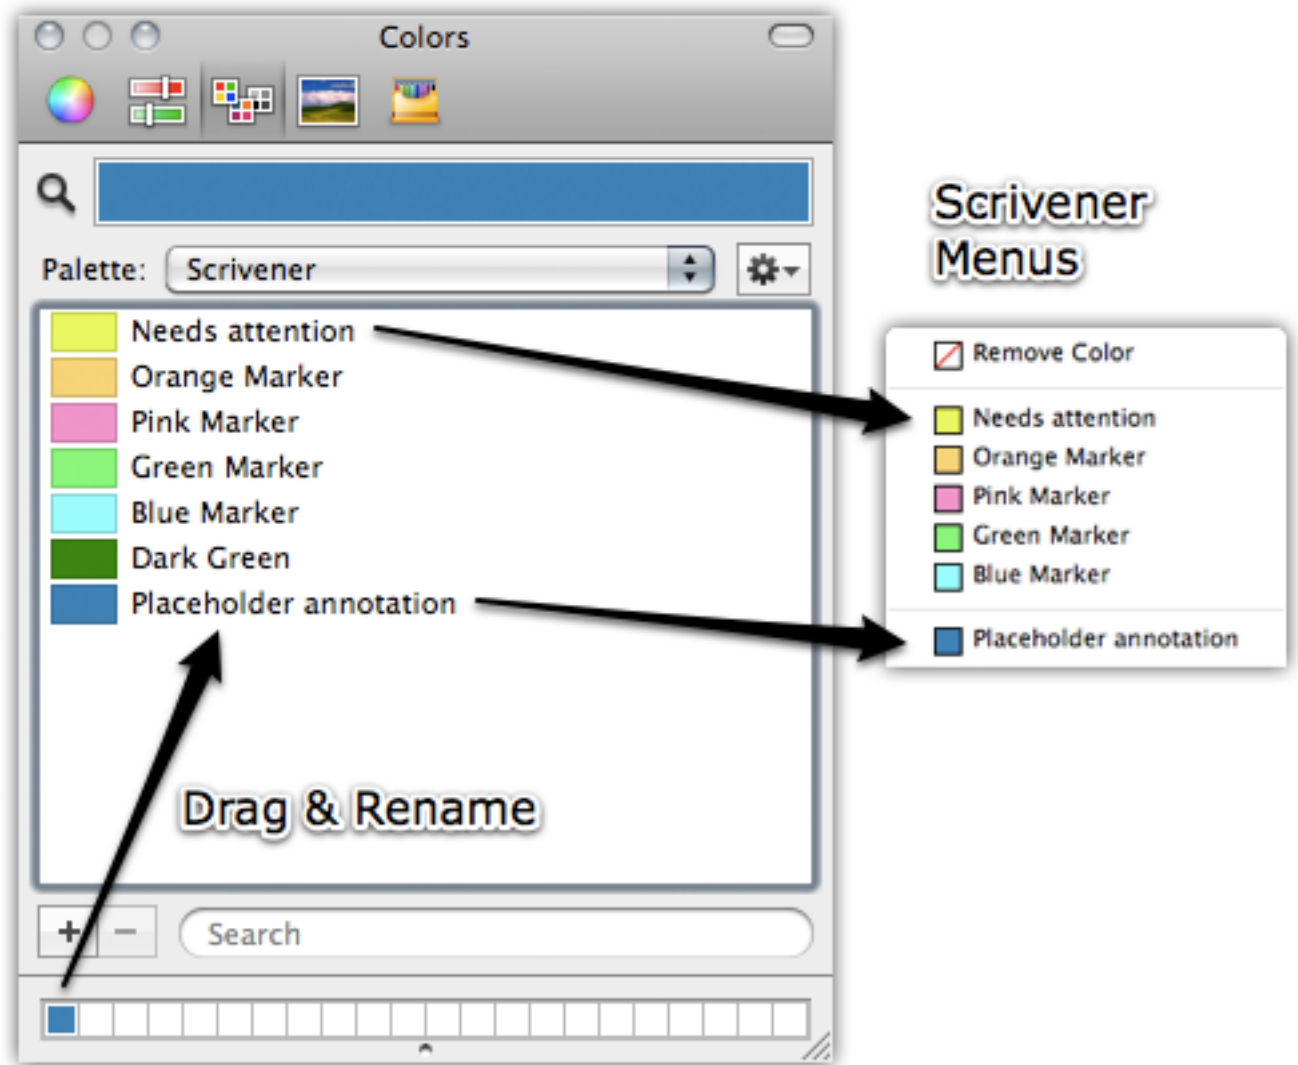 Colors
Palette:
Scrivener
Needs attention
Orange Marker
Pink Marker
Green Marker
Blue Marker
Dark Green
Placeholder annotation
Drag & Rename
Search
Scrivener
Menus
Remove Color
Needs attention
Orange Marker
Pink Marker
Green Marker
Blue Marker
Placeholder annotation